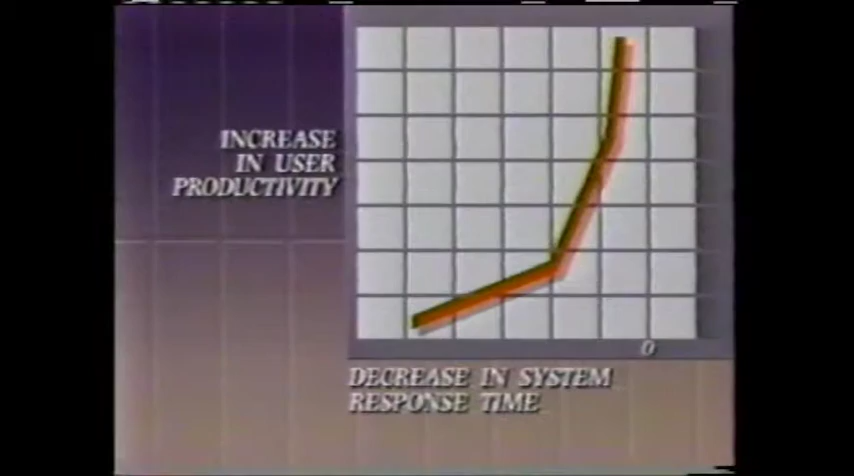 INCREASE
IN USER
PRODUCTIVITY
0
DECREASE IN SYSTEM
RESPONSE TIME